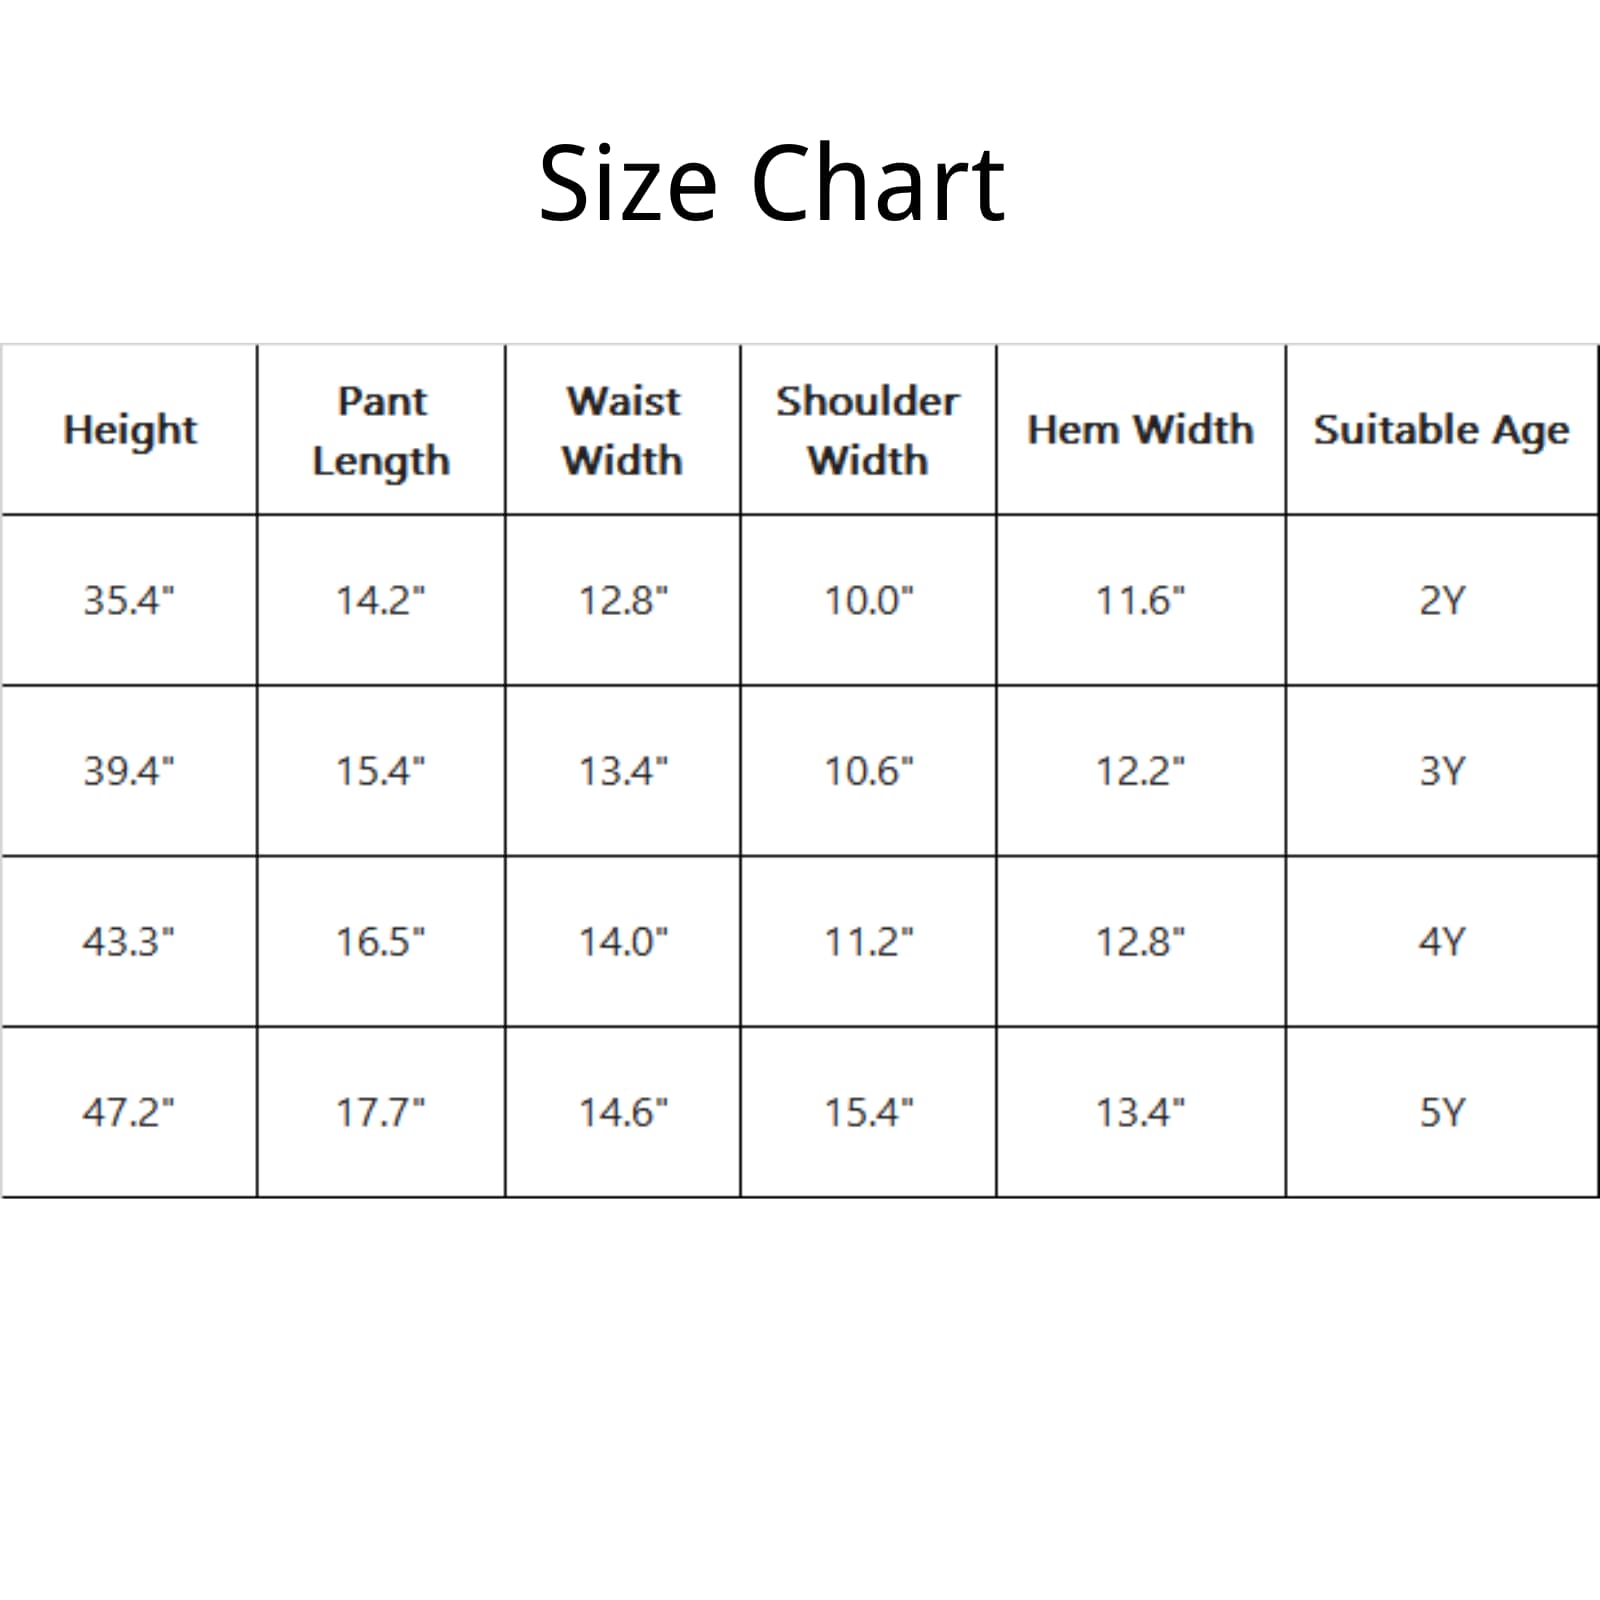 Size Chart
Height Pant Length Waist Width Shoulder Width Hem Width Suitable Age
35.4" 14.2" 12.8" 10.0" 11.6" 2Y
39.4" 15.4" 13.4" 10.6" 12.2" 3Y
43.3" 16.5" 14.0" 11.2" 12.8" 4Y
47.2" 17.7" 14.6" 15.4" 13.4" 5Y